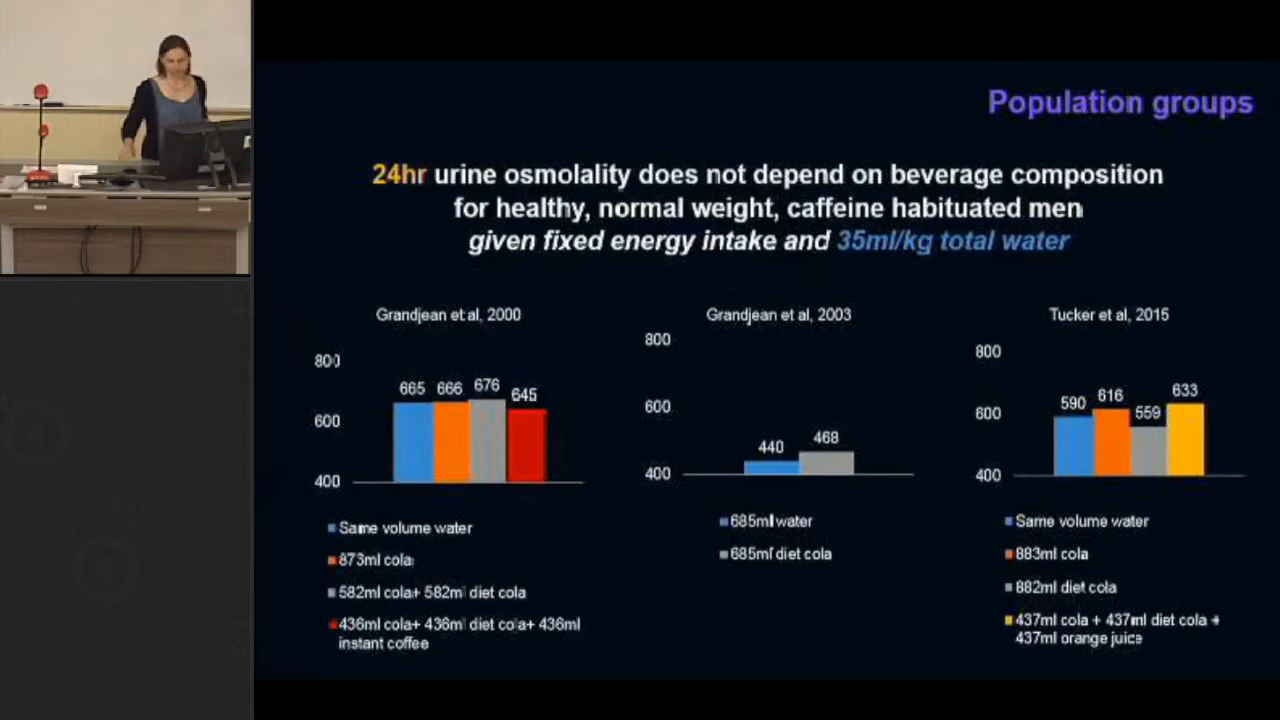 Population groups
24hr urine osmolality does not depend on beverage composition
for healthy, normal weight, caffeine habituated men
given fixed energy intake and 35ml/kg total water
Grandjean et al, 2000
800
600
400
665 666 676 645
Same volume water
873ml cola
582ml cola+ 582ml diet cola
436ml cola+ 436ml diet cola+ 436ml
instant coffee
Grandjean et al, 2003
800
600
400
440 468
685ml water
685ml diet cola
Tucker et al, 2015
800
600
400
590 616 559 633
Same volume water
883ml cola
882ml diet cola
437ml cola + 437ml diet cola +
437ml orange juice